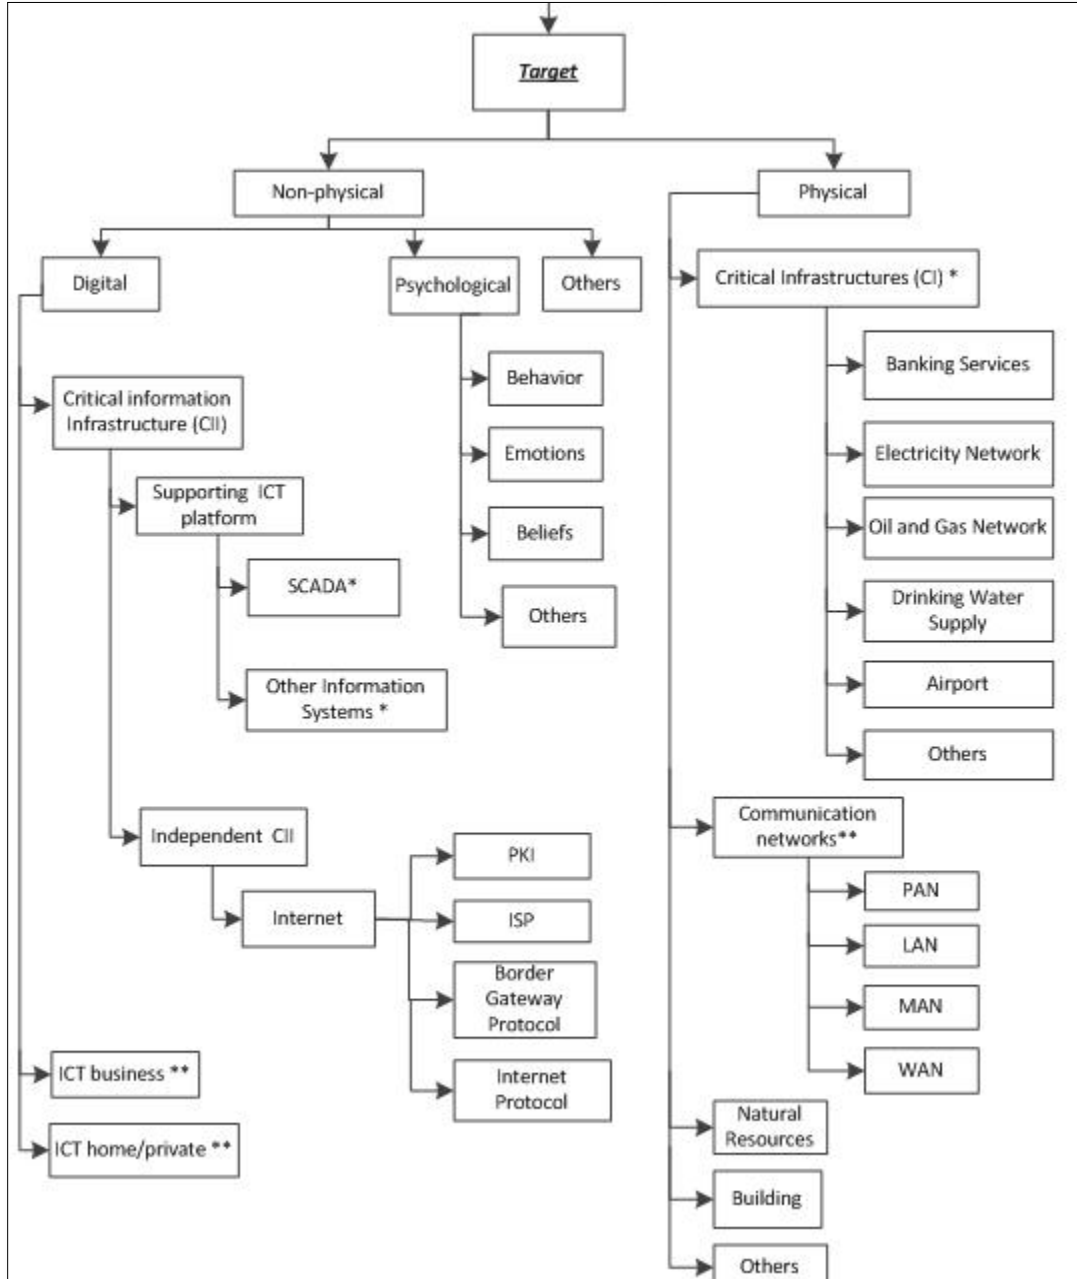 Target
Non-physical
Physical
Digital
Psychological
Others
Critical Infrastructures (CI) *
Behavior
Banking Services
Critical information
Infrastructure (CII)
Emotions
Electricity Network
Supporting ICT
platform
Beliefs
Oil and Gas Network
SCADA*
Others
Drinking Water
Supply
Other Information
Systems *
Airport
Others
Independent CII
PKI
Communication
networks**
Internet
ISP
PAN
LAN
Border
Gateway
Protocol
MAN
ICT business **
Internet
Protocol
WAN
ICT home/private **
Natural
Resources
Building
Others